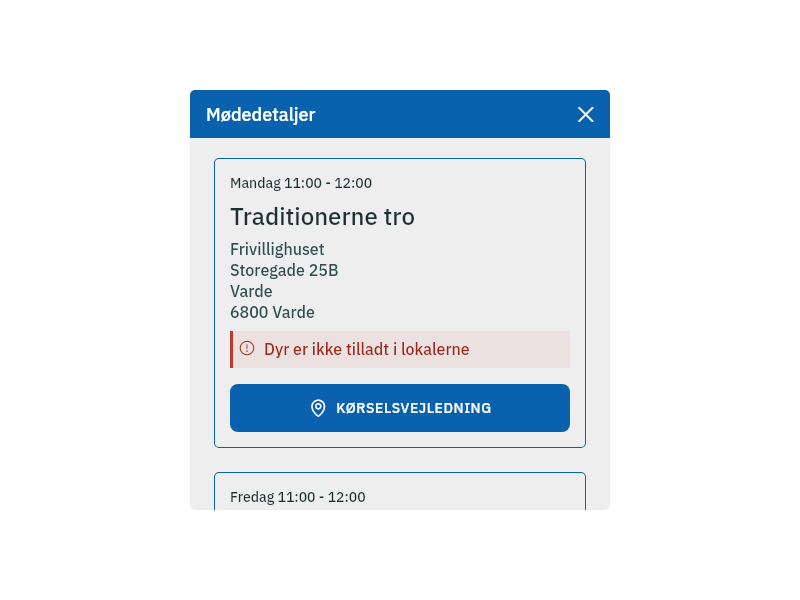 Mødedetaljer
Mandag 11:00 - 12:00
Traditionerne tro
Frivillighuset
Storegade 25B
Varde
6800 Varde
Dyr er ikke tilladt i lokalerne
KØRSELSVEJLEDNING
Fredag 11:00 - 12:00